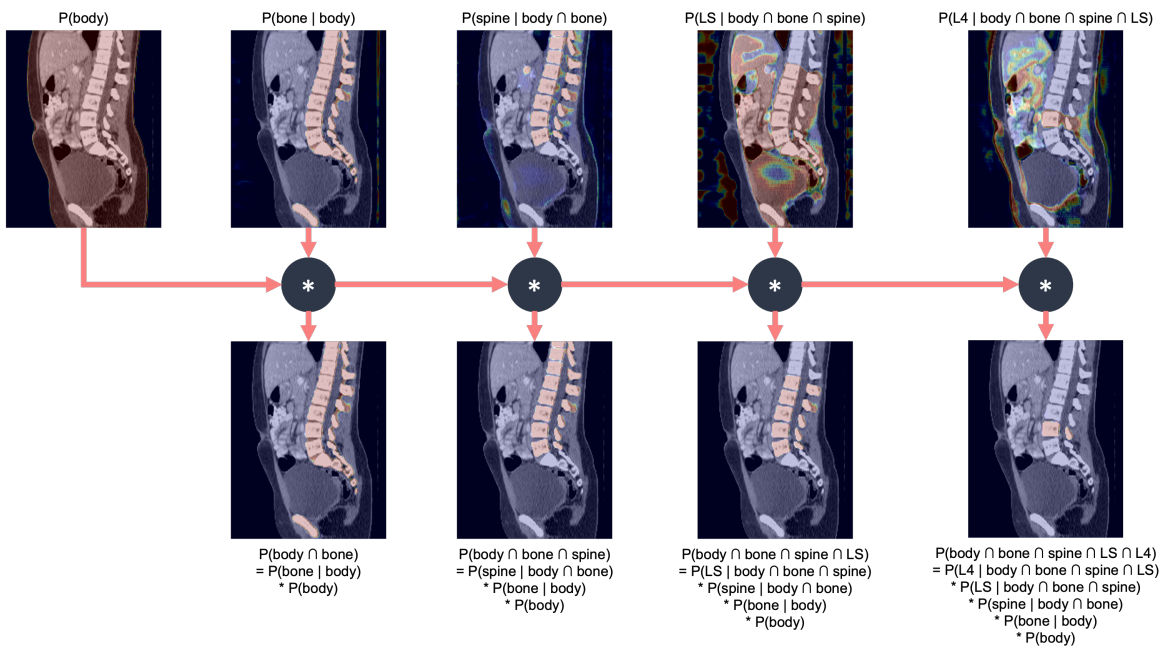 P(body)
P(bone | body)
P(spine | body ∩ bone)
P(LS | body ∩ bone ∩ spine)
P(L4 | body ∩ bone ∩ spine ∩ LS)
*
*
*
*
P(body ∩ bone)
= P(bone | body)
* P(body)
P(body ∩ bone ∩ spine)
= P(spine | body ∩ bone)
* P(bone | body)
* P(body)
P(body ∩ bone ∩ spine ∩ LS)
= P(LS | body ∩ bone ∩ spine)
* P(spine | body ∩ bone)
* P(bone | body)
* P(body)
P(body ∩ bone ∩ spine ∩ LS ∩ L4)
= P(L4 | body ∩ bone ∩ spine ∩ LS)
* P(LS | body ∩ bone ∩ spine)
* P(spine | body ∩ bone)
* P(bone | body)
* P(body)